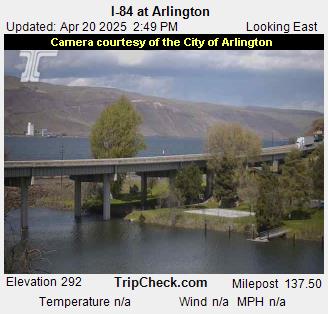 I-84 at Arlington
Updated: Apr 20 2025 2:49 PM Looking East
Camera courtesy of the City of Arlington
Elevation 292 TripCheck.com Milepost 137.50
Temperature n/a Wind n/a MPH n/a